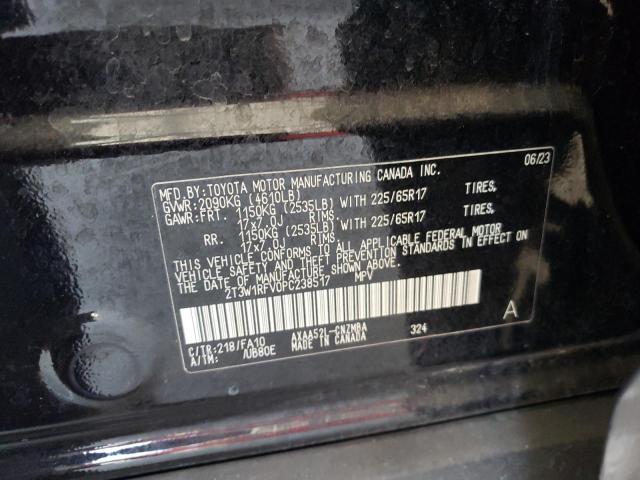 MFD.BY:TOYOTA MOTOR MANUFACTURING CANADA INC. 06/23
GVWR:2090KG (4610LB)
GAWR:FRT. 1150KG (2535LB) WITH 225/65R17 TIRES,
17X7.0J RIMS
RR. 1150KG (2535LB) WITH 225/65R17 TIRES,
17X7.0J RIMS
THIS VEHICLE CONFORMS TO ALL APPLICABLE FEDERAL MOTOR
VEHICLE SAFETY AND THEFT PREVENTION STANDARDS IN EFFECT ON
THE DATE OF MANUFACTURE SHOWN ABOVE.
2T3W1RFV0PC238517 MPV
C/TR:218/FA10 AXAA52L-CNZMBA 324 A
A/TM: /UB80E MADE IN CANADA